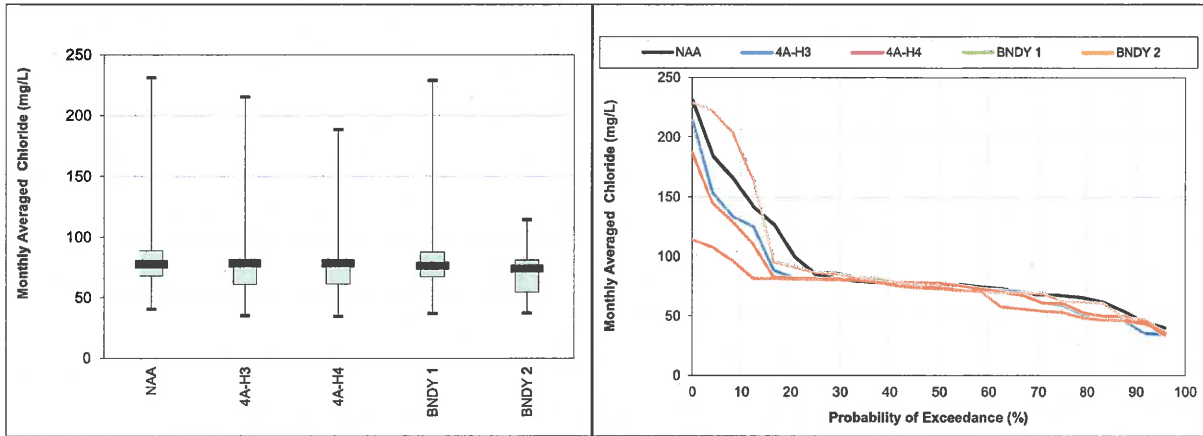 Monthly Averaged Chloride (mg/L)
250
200
150
100
50
0
NAA
4A-H3
4A-H4
BNDY 1
BNDY 2
NAA 4A-H3 4A-H4 BNDY 1 BNDY 2
Monthly Averaged Chloride (mg/L)
250
200
150
100
50
0
0 10 20 30 40 50 60 70 80 90 100
Probability of Exceedance (%)